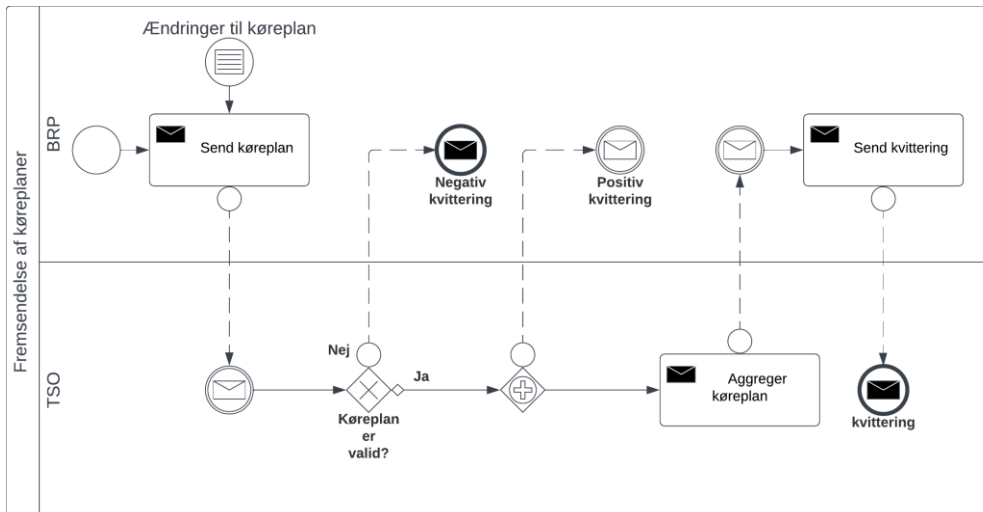 Fremsendelse af køreplaner
BRP
Ændringer til køreplan
Send køreplan
Negativ
kvittering
Positiv
kvittering
Send kvittering
TSO
Nej
Køreplan
er
valid?
Ja
Aggreger
køreplan
kvittering